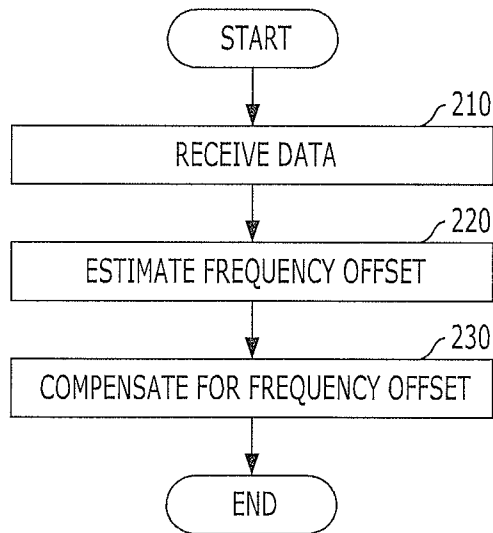 START
210
RECEIVE DATA
220
ESTIMATE FREQUENCY OFFSET
230
COMPENSATE FOR FREQUENCY OFFSET
END